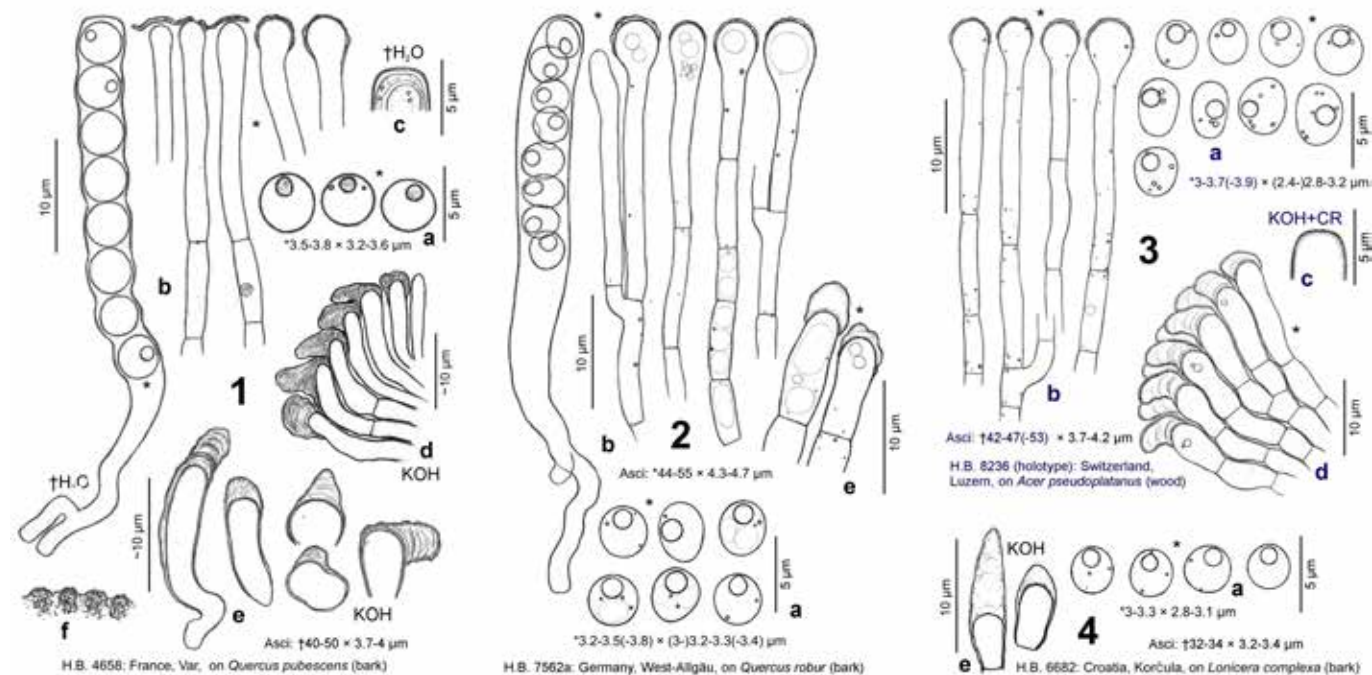 *
†H₂O
c
5 µm
10 µm
*
*
5 µm
a
*3.5-3.8 × 3.2-3.6 µm
b
*
1
~10 µm
d
KOH
†H₂O
~10 µm
e
KOH
f
Asci: †40-50 × 3.7-4 µm
H.B. 4658: France, Var, on Quercus pubescens (bark)
*
10 µm
b
2
*
10 µm
e
Asci: *44-55 × 4.3-4.7 µm
*
5 µm
a
*3.2-3.5(-3.8) × (3-)3.2-3.3(-3.4) µm
H.B. 7562a: Germany, West-Allgäu, on Quercus robur (bark)
*
*
10 µm
5 µm
a
*3-3.7(-3.9) × (2.4-)2.8-3.2 µm
KOH+CR
3
c
5 µm
*
b
10 µm
d
Asci: †42-47(-53) × 3.7-4.2 µm
H.B. 8236 (holotype): Switzerland,
Luzern, on Acer pseudoplatanus (wood)
10 µm
KOH
*
5 µm
a
*3-3.3 × 2.8-3.1 µm
4
Asci: †32-34 × 3.2-3.4 µm
e
H.B. 6682: Croatia, Korčula, on Lonicera complexa (bark)